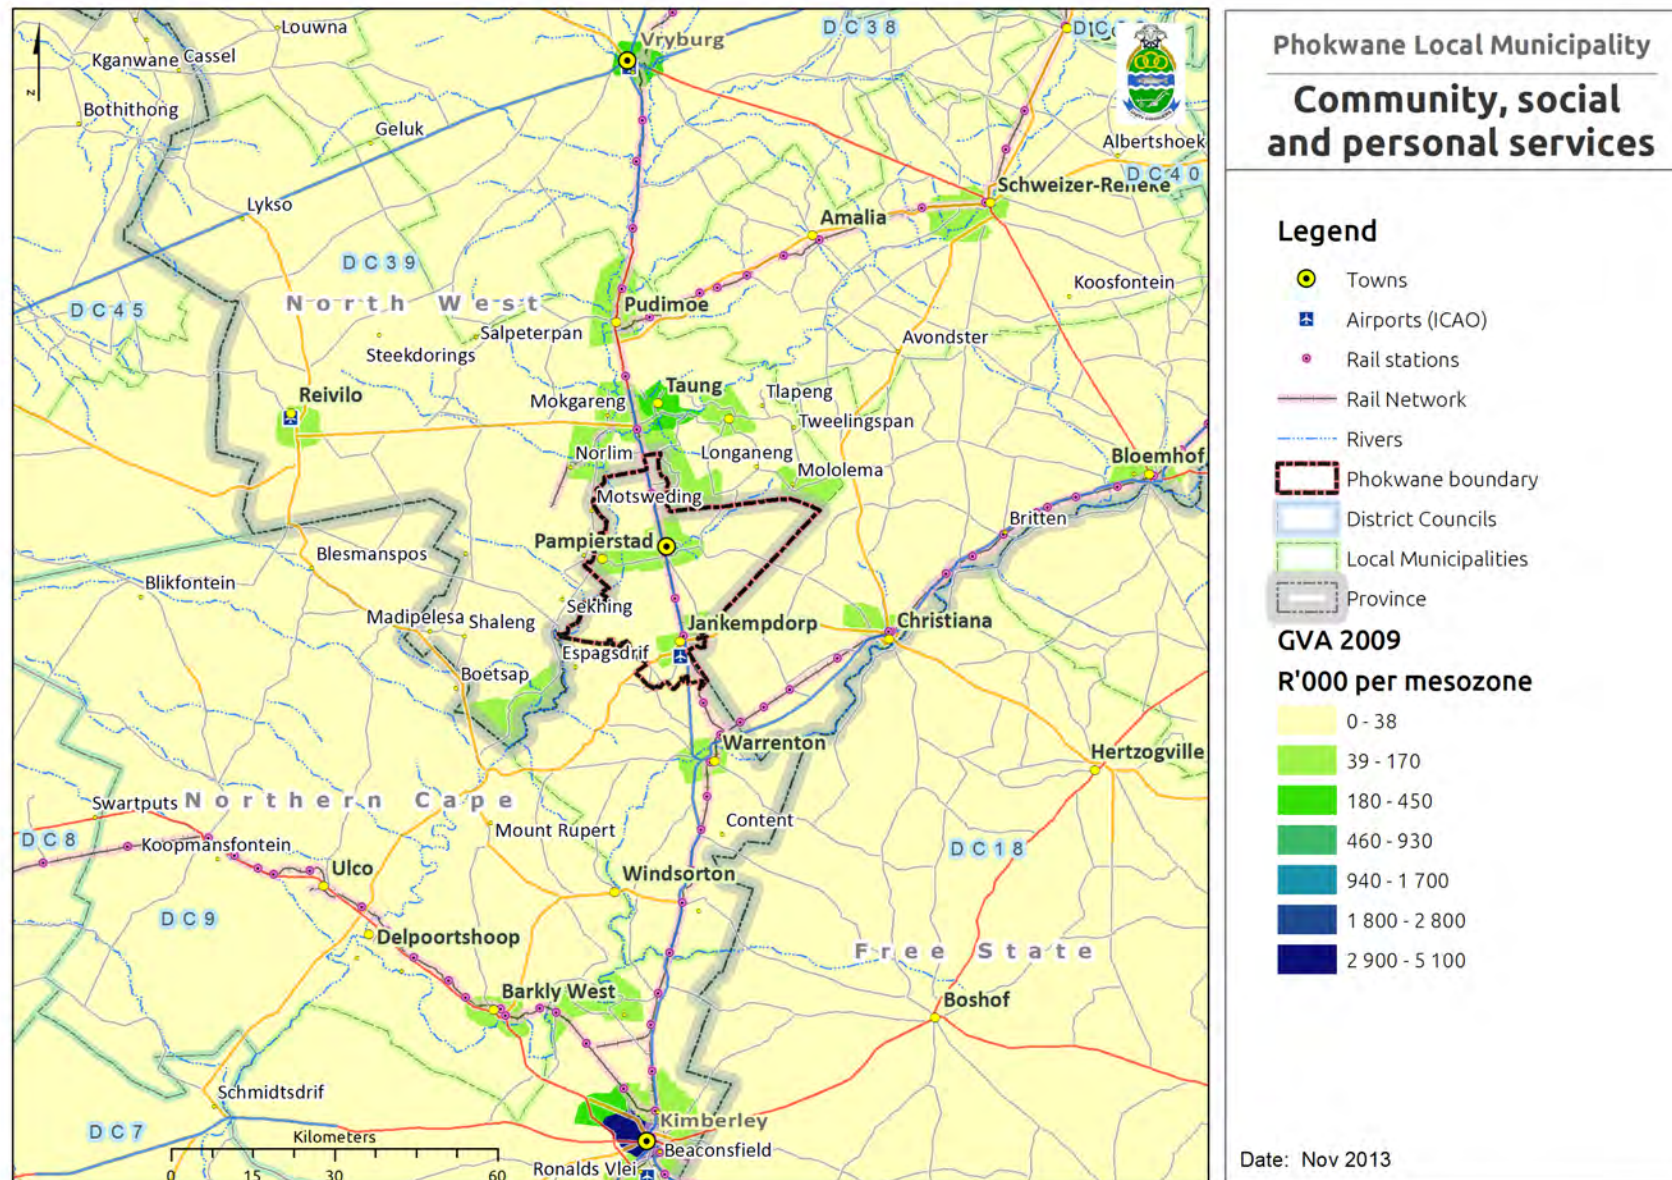 Phokwane Local Municipality
Community, social
and personal services
Legend
Towns
Airports (ICAO)
Rail stations
Rail Network
Rivers
Phokwane boundary
District Councils
Local Municipalities
Province
GVA 2009
R'000 per mesozone
0 - 38
39 - 170
180 - 450
460 - 930
940 - 1 700
1 800 - 2 800
2 900 - 5 100
Date: Nov 2013
N
Louwna
DC38
Vryburg
Kganwane
Cassel
Bothithong
Geluk
Albertshoek
DC40
Schweizer-Reneke
Lykso
Amalia
DC39
Koosfontein
North West
DC45
Pudimoe
Salpeterpan
Avondster
Steekdorings
Taung
Reivilo
Mokgareng
Tlapeng
Tweelingspan
Norlim
Longaneng
Bloemhof
Mololema
Motsweding
Britten
Pampierstad
Blesmanspos
Blikfontein
Sekhing
Madipelesa
Shaleng
Jankempdorp
Christiana
Espagsdrif
Boetsap
Warrenton
Hertzogville
Northern Cape
Swartputs
Mount Rupert
Content
DC8
Koopmansfontein
DC18
Ulco
Windsorton
DC9
Delpoortshoop
Free State
Barkly West
Boshof
Schmidtsdrif
Kimberley
DC7
Kilometers
Beaconsfield
Ronalds Vlei
0 15 30 60